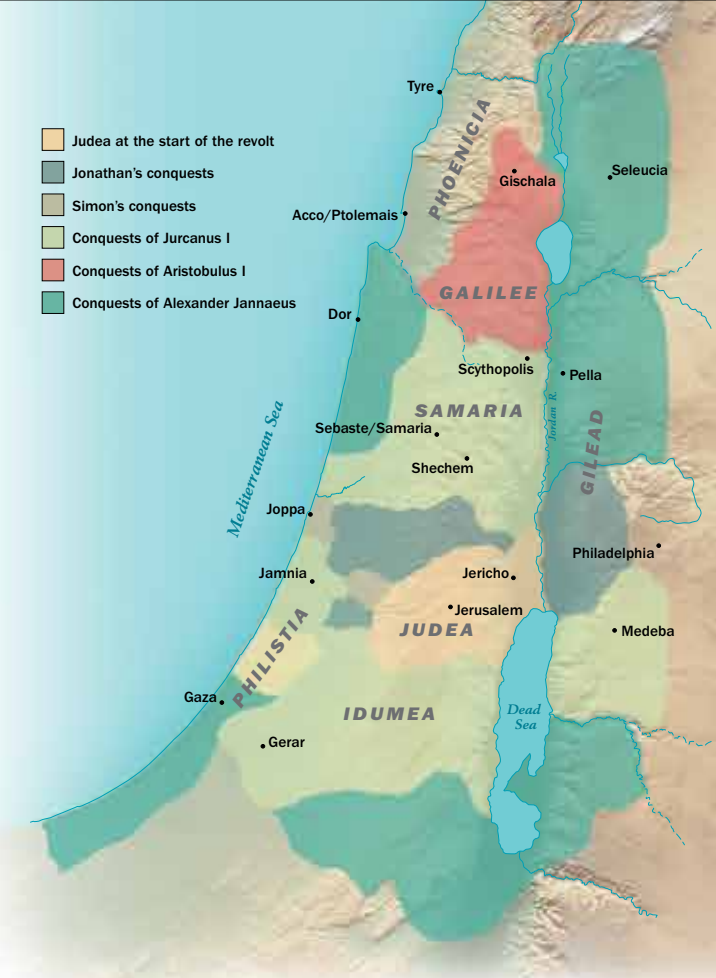 Tyre
PHOENICIA
Judea at the start of the revolt
Jonathan's conquests
Simon's conquests
Conquests of Jurcanus I
Conquests of Aristobulus I
Conquests of Alexander Jannaeus
Gischala
Seleucia
Acco/Ptolemais
GALILEE
Dor
Scythopolis
Pella
Jordan R.
SAMARIA
Sebaste/Samaria
GILEAD
Shechem
Mediterranean Sea
Joppa
Philadelphia
Jamnia
Jericho
Jerusalem
JUDEA
Medeba
PHILISTIA
Gaza
IDUMEA
Dead
Sea
Gerar